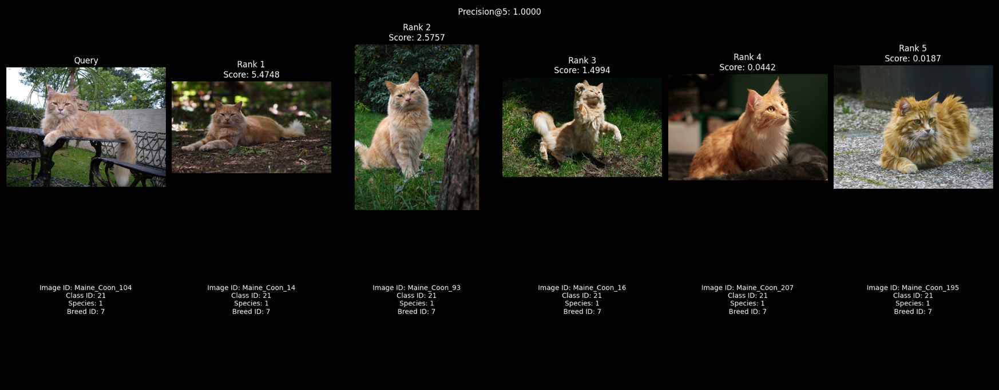 Precision@5: 1.0000
Query
Rank 1
Score: 5.4748
Rank 2
Score: 2.5757
Rank 3
Score: 1.4994
Rank 4
Score: 0.0442
Rank 5
Score: 0.0187
Image ID: Maine_Coon_104
Class ID: 21
Species: 1
Breed ID: 7
Image ID: Maine_Coon_14
Class ID: 21
Species: 1
Breed ID: 7
Image ID: Maine_Coon_93
Class ID: 21
Species: 1
Breed ID: 7
Image ID: Maine_Coon_16
Class ID: 21
Species: 1
Breed ID: 7
Image ID: Maine_Coon_207
Class ID: 21
Species: 1
Breed ID: 7
Image ID: Maine_Coon_195
Class ID: 21
Species: 1
Breed ID: 7